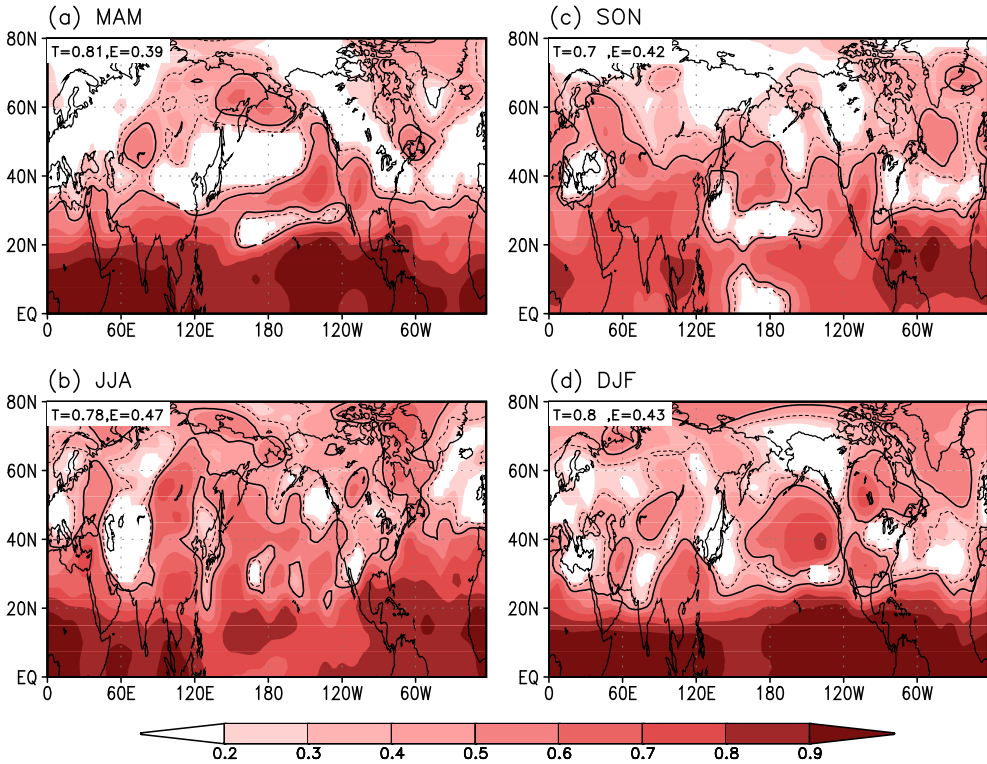 (a) MAM
80N
T=0.81,E=0.39
60N
40N
20N
EQ
60E 120E 180 120W 60W
(c) SON
80N
T=0.7 ,E=0.42
60N
40N
20N
EQ
60E 120E 180 120W 60W
(b) JJA
80N
T=0.78,E=0.47
60N
40N
20N
EQ
60E 120E 180 120W 60W
(d) DJF
80N
T=0.8 ,E=0.43
60N
40N
20N
EQ
60E 120E 180 120W 60W
0.2 0.3 0.4 0.5 0.6 0.7 0.8 0.9